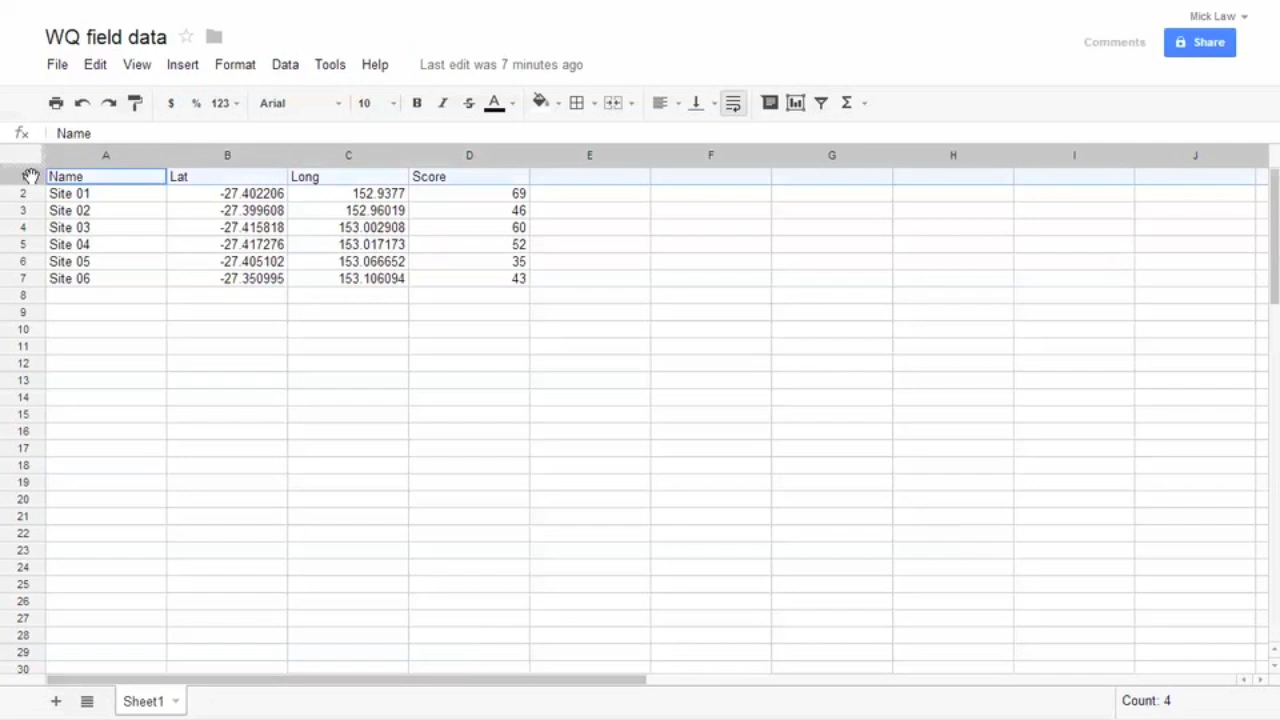 Mick Law
WQ field data
Comments
Share
File Edit View Insert Format Data Tools Help Last edit was 7 minutes ago
$ % 123 Arial 10 B I S A Σ
fx Name
A B C D E F G H I J
Name Lat Long Score
2 Site 01 -27.402206 152.9377 69
3 Site 02 -27.399608 152.96019 46
4 Site 03 -27.415818 153.002908 60
5 Site 04 -27.417276 153.017173 52
6 Site 05 -27.405102 153.066652 35
7 Site 06 -27.350995 153.106094 43
8
9
10
11
12
13
14
15
16
17
18
19
20
21
22
23
24
25
26
27
28
29
30
Sheet1
Count: 4